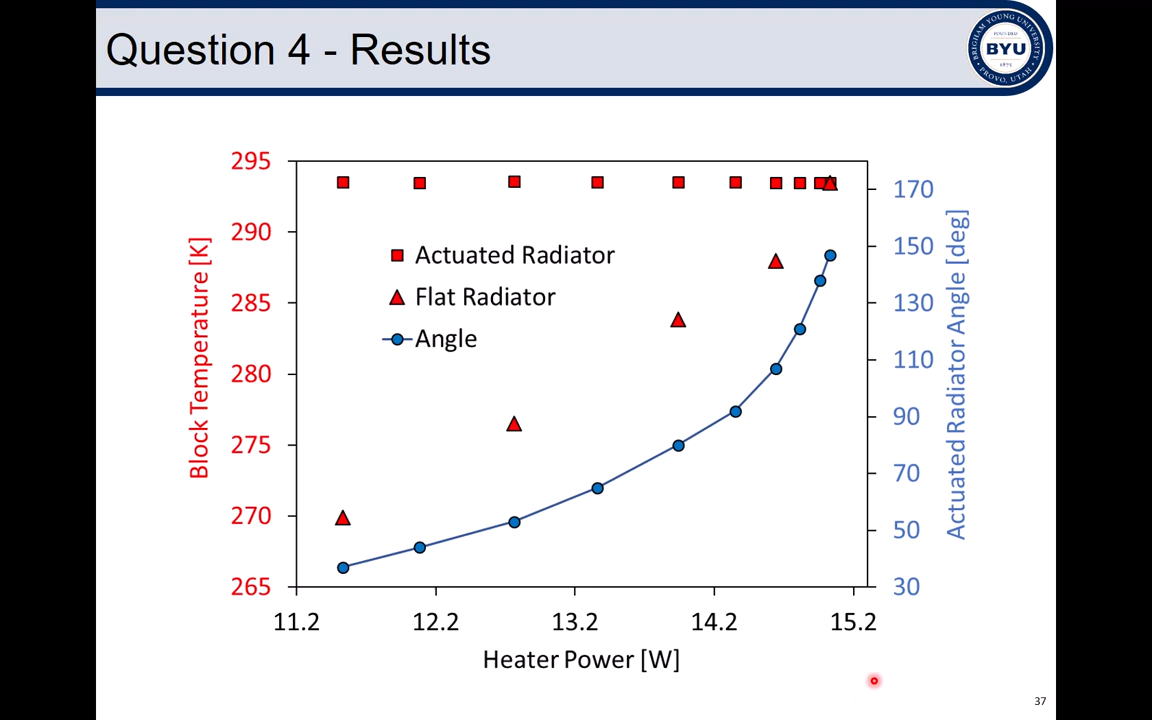 Question 4 - Results
BRIGHAM YOUNG UNIVERSITY
FOUNDED
BYU
1875
PROVO, UTAH
295
290
285
280
275
270
265
Block Temperature [K]
Actuated Radiator
Flat Radiator
Angle
170
150
130
110
90
70
50
30
Actuated Radiator Angle [deg]
11.2 12.2 13.2 14.2 15.2
Heater Power [W]
37